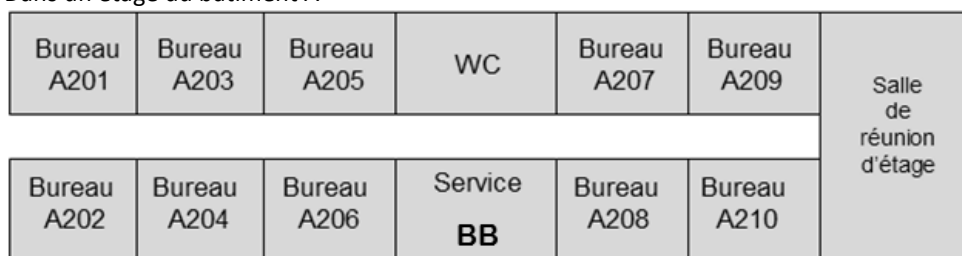 Dans un étage du bâtiment A :
Bureau
A201
Bureau
A203
Bureau
A205
WC
Bureau
A207
Bureau
A209
Salle
de
réunion
d'étage
Bureau
A202
Bureau
A204
Bureau
A206
Service
BB
Bureau
A208
Bureau
A210